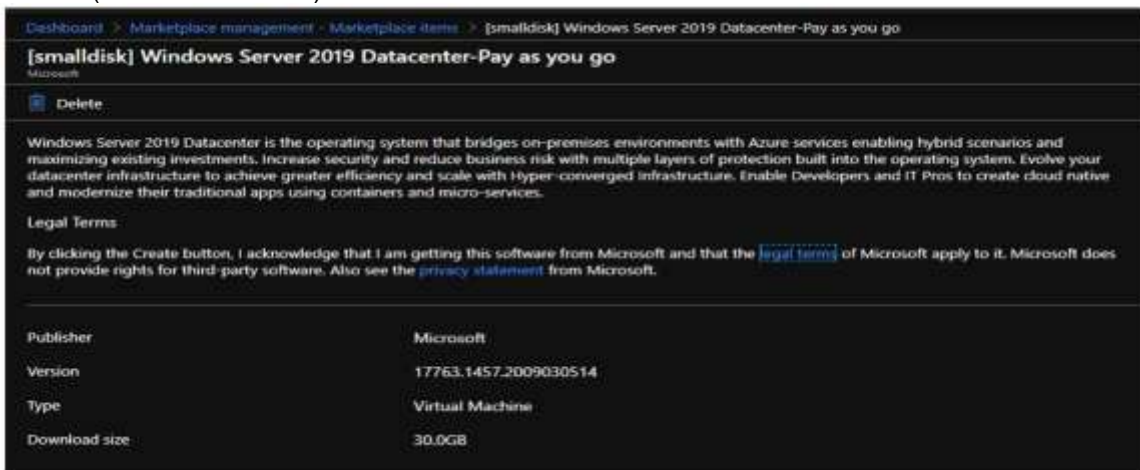 Dashboard > Marketplace management - Marketplace items > [smalldisk] Windows Server 2019 Datacenter-Pay as you go
[smalldisk] Windows Server 2019 Datacenter-Pay as you go
Microsoft
Delete
Windows Server 2019 Datacenter is the operating system that bridges on-premises environments with Azure services enabling hybrid scenarios and
maximizing existing investments. Increase security and reduce business risk with multiple layers of protection built into the operating system. Evolve your
datacenter infrastructure to achieve greater efficiency and scale with Hyper-converged Infrastructure. Enable Developers and IT Pros to create cloud native
and modernize their traditional apps using containers and micro-services.
Legal Terms
By clicking the Create button, I acknowledge that I am getting this software from Microsoft and that the legal terms of Microsoft apply to it. Microsoft does
not provide rights for third-party software. Also see the privacy statement from Microsoft.
Publisher Microsoft
Version 17763.1457.2009030514
Type Virtual Machine
Download size 30.0GB